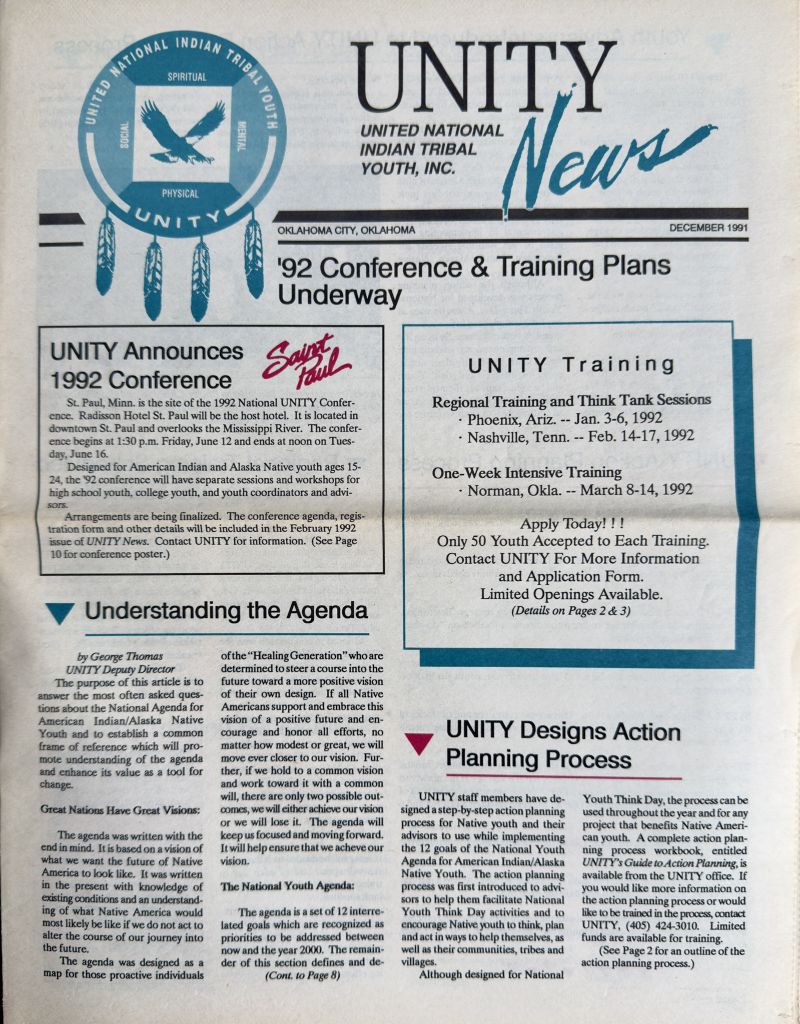 UNITED NATIONAL INDIAN TRIBAL YOUTH
SPIRITUAL
SOCIAL
MENTAL
PHYSICAL
UNITY
UNITY
News
UNITED NATIONAL
INDIAN TRIBAL
YOUTH, INC.
OKLAHOMA CITY, OKLAHOMA
DECEMBER 1991
'92 Conference & Training Plans
Underway
UNITY Announces
1992 Conference
Saint
Paul
St. Paul, Minn. is the site of the 1992 National UNITY Confer-
ence. Radisson Hotel St. Paul will be the host hotel. It is located in
downtown St. Paul and overlooks the Mississippi River. The confer-
ence begins at 1:30 p.m. Friday, June 12 and ends at noon on Tues-
day, June 16.
Designed for American Indian and Alaska Native youth ages 15-
24, the '92 conference will have separate sessions and workshops for
high school youth, college youth, and youth coordinators and advi-
sors.
Arrangements are being finalized. The conference agenda, regis-
tration form and other details will be included in the February 1992
issue of UNITY News. Contact UNITY for information. (See Page
10 for conference poster.)
UNITY Training
Regional Training and Think Tank Sessions
· Phoenix, Ariz. -- Jan. 3-6, 1992
· Nashville, Tenn. -- Feb. 14-17, 1992
One-Week Intensive Training
· Norman, Okla. -- March 8-14, 1992
Apply Today! ! !
Only 50 Youth Accepted to Each Training.
Contact UNITY For More Information
and Application Form.
Limited Openings Available.
(Details on Pages 2 & 3)
Understanding the Agenda
by George Thomas
UNITY Deputy Director
The purpose of this article is to
answer the most often asked ques-
tions about the National Agenda for
American Indian/Alaska Native
Youth and to establish a common
frame of reference which will pro-
mote understanding of the agenda
and enhance its value as a tool for
change.
Great Nations Have Great Visions:
The agenda was written with the
end in mind. It is based on a vision of
what we want the future of Native
America to look like. It was written
in the present with knowledge of
existing conditions and an understand-
ing of what Native America would
most likely be like if we do not act to
alter the course of our journey into
the future.
The agenda was designed as a
map for those proactive individuals
of the "Healing Generation" who are
determined to steer a course into the
future toward a more positive vision
of their own design. If all Native
Americans support and embrace this
vision of a positive future and en-
courage and honor all efforts, no
matter how modest or great, we will
move ever closer to our vision. Fur-
ther, if we hold to a common vision
and work toward it with a common
will, there are only two possible out-
comes, we will either achieve our vision
or we will lose it. The agenda will
keep us focused and moving forward.
It will help ensure that we achieve our
vision.
The National Youth Agenda:
The agenda is a set of 12 interre-
lated goals which are recognized as
priorities to be addressed between
now and the year 2000. The remain-
der of this section defines and de-
(Cont. to Page 8)
UNITY Designs Action
Planning Process
UNITY staff members have de-
signed a step-by-step action planning
process for Native youth and their
advisors to use while implementing
the 12 goals of the National Youth
Agenda for American Indian/Alaska
Native Youth. The action planning
process was first introduced to advi-
sors to help them facilitate National
Youth Think Day activities and to
encourage Native youth to think, plan
and act in ways to help themselves, as
well as their communities, tribes and
villages.
Although designed for National
Youth Think Day, the process can be
used throughout the year and for any
project that benefits Native Ameri-
can youth. A complete action plan-
ning process workbook, entitled
UNITY's Guide to Action Planning, is
available from the UNITY office. If
you would like more information on
the action planning process or would
like to be trained in the process, contact
UNITY, (405) 424-3010. Limited
funds are available for training.
(See Page 2 for an outline of the
action planning process.)